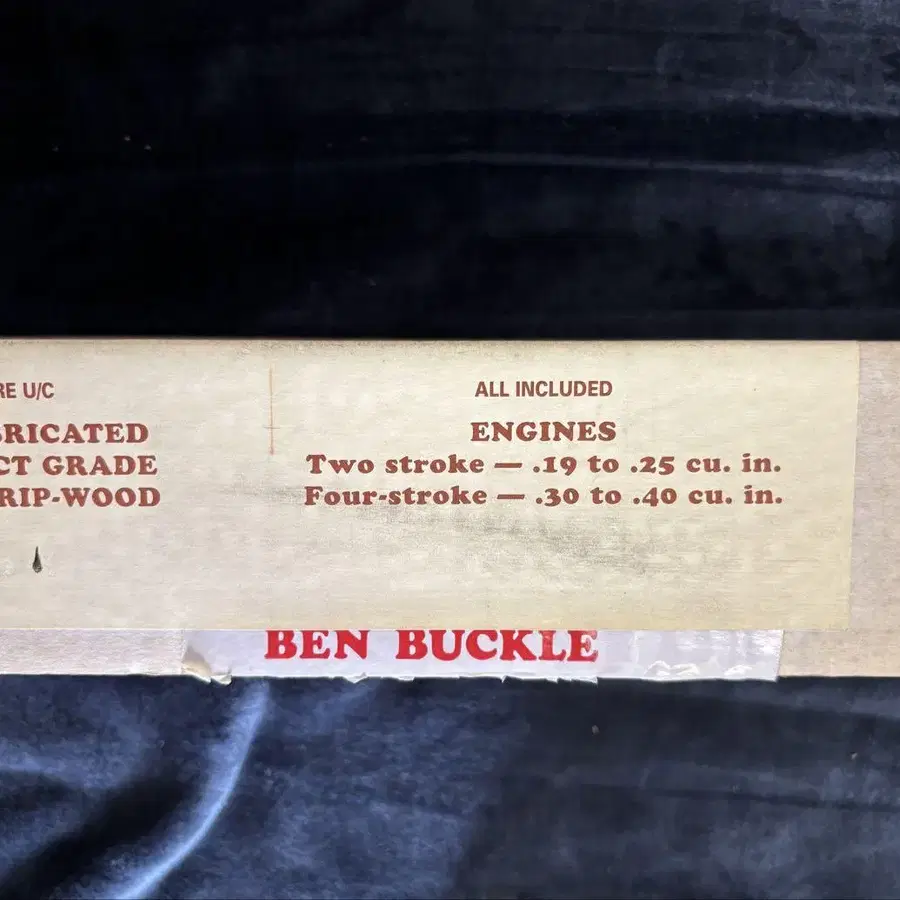 RE U/C
BRICATED
CT GRADE
RIP-WOOD
ALL INCLUDED
ENGINES
Two stroke — .19 to .25 cu. in.
Four-stroke — .30 to .40 cu. in.
BEN BUCKLE